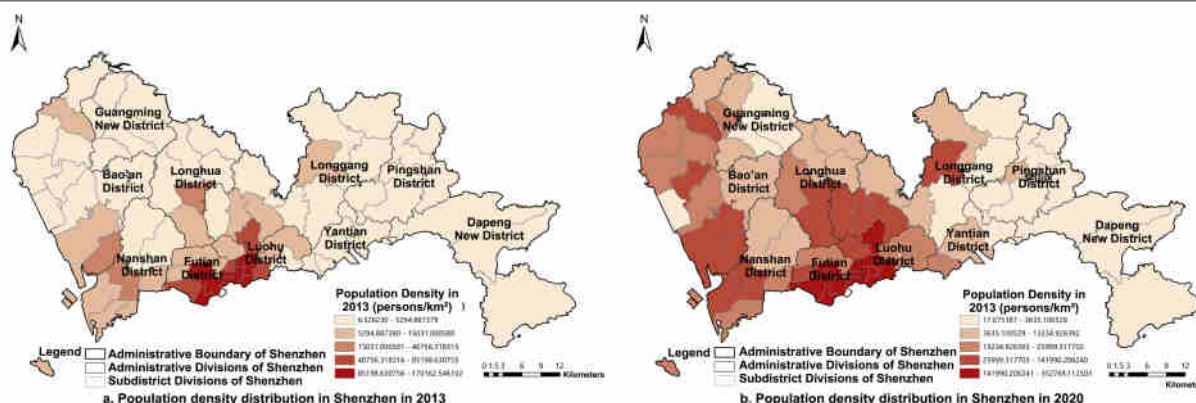 N
Guangming
New District
Bao'an
District
Longhua
District
Longgang
District
Pingshan
District
Dapeng
New District
Yantian
District
Luohu
District
Nanshan
District
Futian
District
Population Density in
2013 (persons/km²)
Legend
Administrative Boundary of Shenzhen
Administrative Divisions of Shenzhen
Subdistrict Divisions of Shenzhen
Kilometers
a. Population density distribution in Shenzhen in 2013
N
Guangming
New District
Bao'an
District
Longhua
District
Longgang
District
Pingshan
District
Dapeng
New District
Yantian
District
Luohu
District
Nanshan
District
Futian
District
Population Density in
2013 (persons/km²)
Legend
Administrative Boundary of Shenzhen
Administrative Divisions of Shenzhen
Subdistrict Divisions of Shenzhen
b. Population density distribution in Shenzhen in 2020